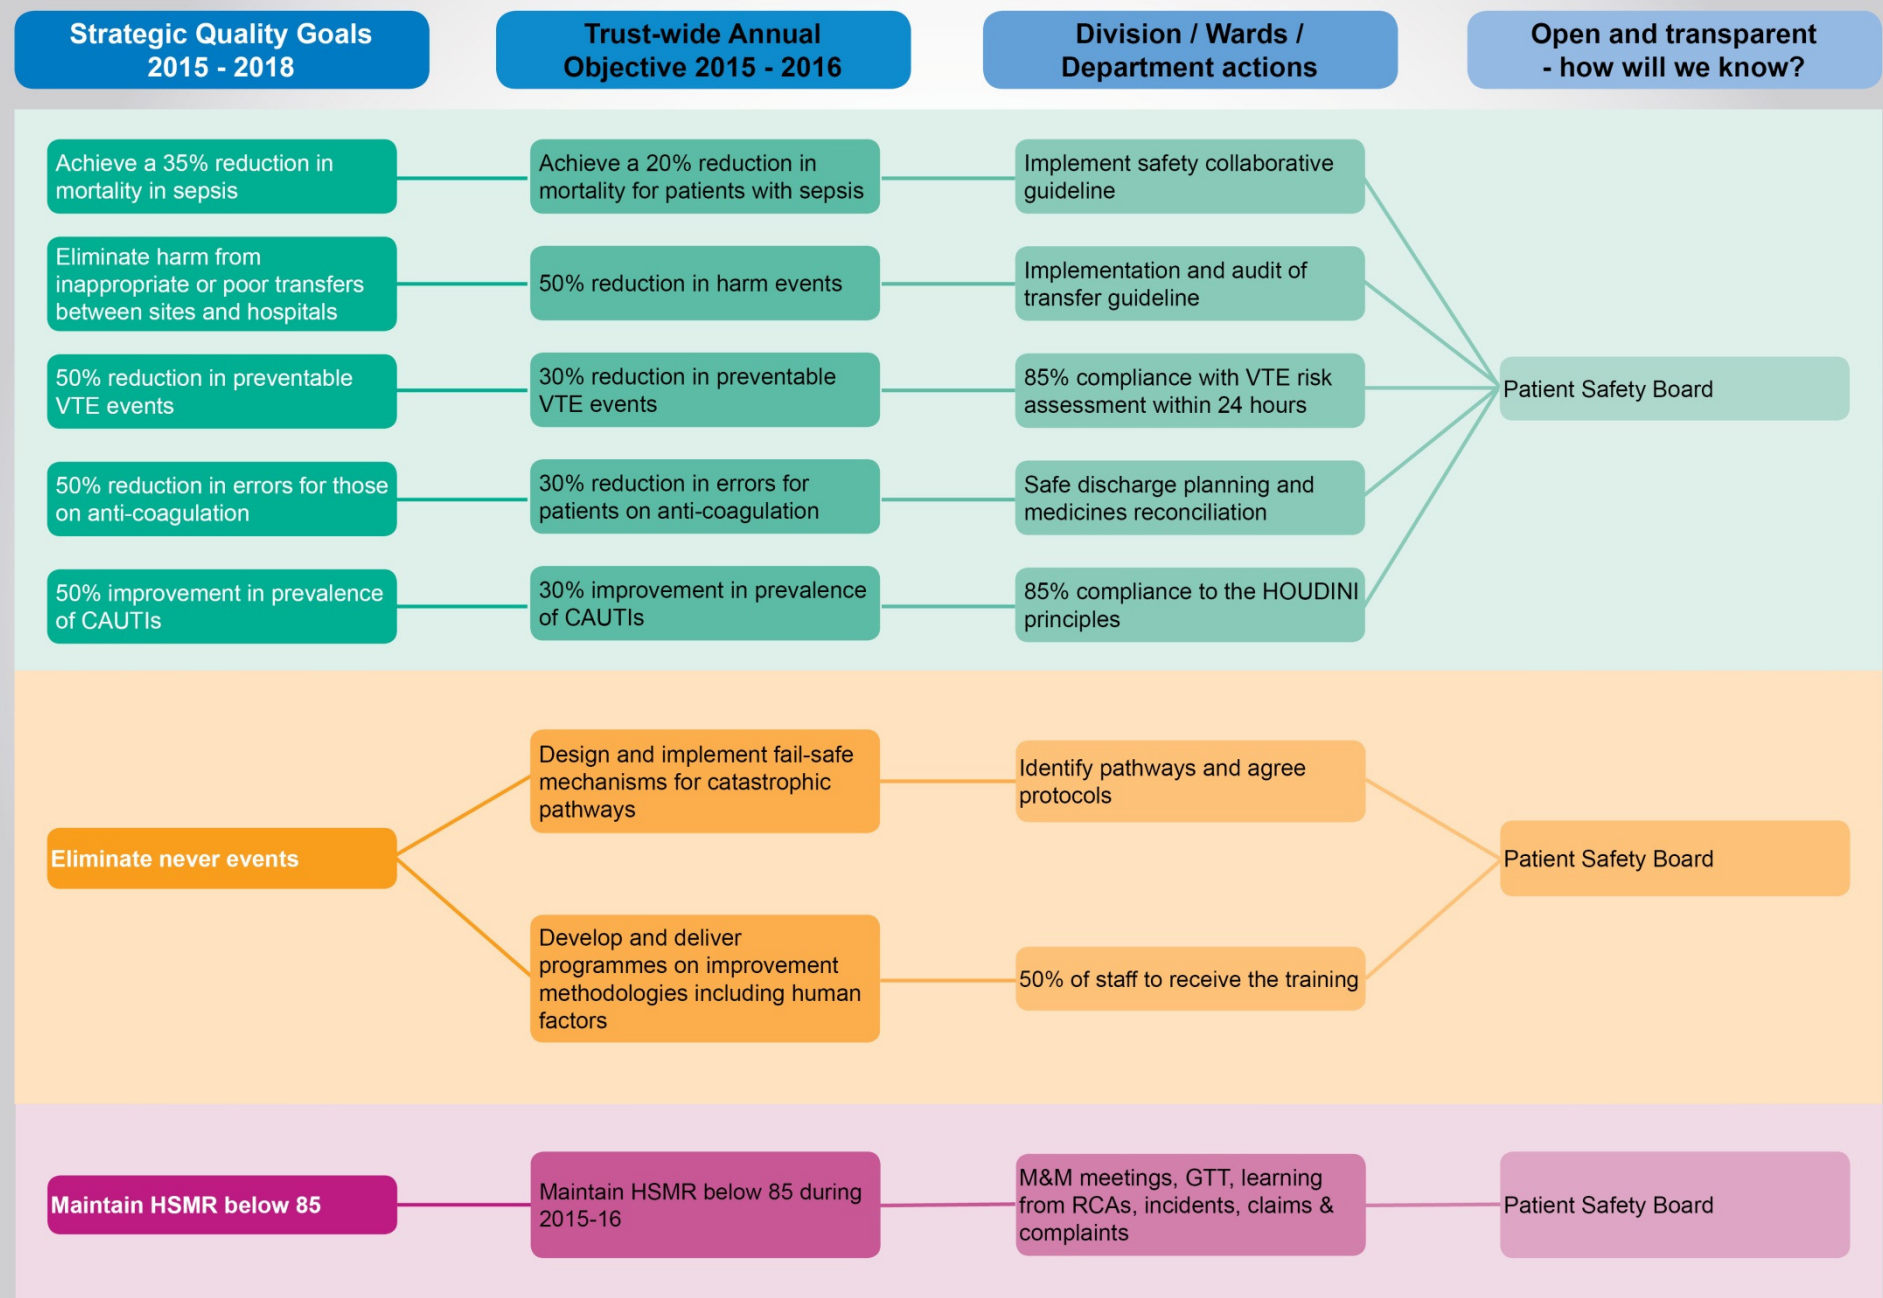 Strategic Quality Goals
2015 - 2018
Trust-wide Annual
Objective 2015 - 2016
Division / Wards /
Department actions
Open and transparent
- how will we know?
Achieve a 35% reduction in
mortality in sepsis
Achieve a 20% reduction in
mortality for patients with sepsis
Implement safety collaborative
guideline
Eliminate harm from
inappropriate or poor transfers
between sites and hospitals
50% reduction in harm events
Implementation and audit of
transfer guideline
50% reduction in preventable
VTE events
30% reduction in preventable
VTE events
85% compliance with VTE risk
assessment within 24 hours
Patient Safety Board
50% reduction in errors for those
on anti-coagulation
30% reduction in errors for
patients on anti-coagulation
Safe discharge planning and
medicines reconciliation
50% improvement in prevalence
of CAUTIs
30% improvement in prevalence
of CAUTIs
85% compliance to the HOUDINI
principles
Eliminate never events
Design and implement fail-safe
mechanisms for catastrophic
pathways
Identify pathways and agree
protocols
Patient Safety Board
Develop and deliver
programmes on improvement
methodologies including human
factors
50% of staff to receive the training
Maintain HSMR below 85
Maintain HSMR below 85 during
2015-16
M&M meetings, GTT, learning
from RCAs, incidents, claims &
complaints
Patient Safety Board